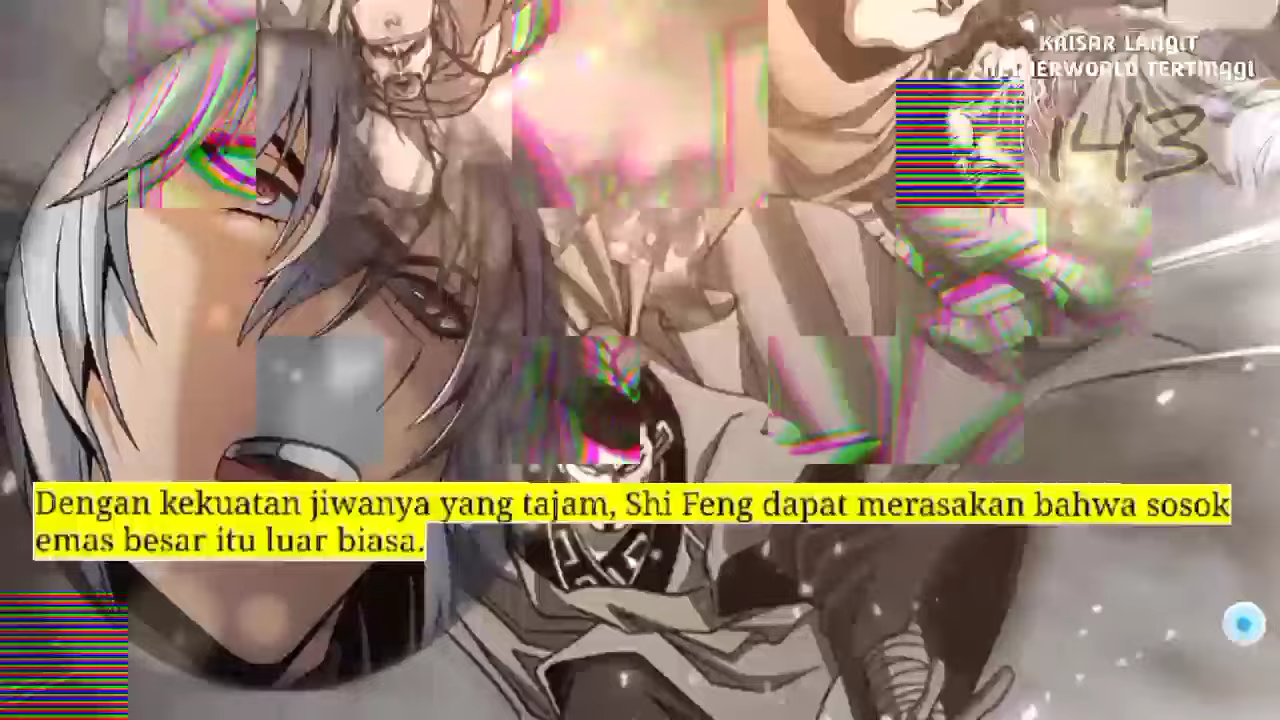 KAISAR LANGIT
NETHERWORLD TERTINGGI
143
Dengan kekuatan jiwanya yang tajam, Shi Feng dapat merasakan bahwa sosok
emas besar itu luar biasa.